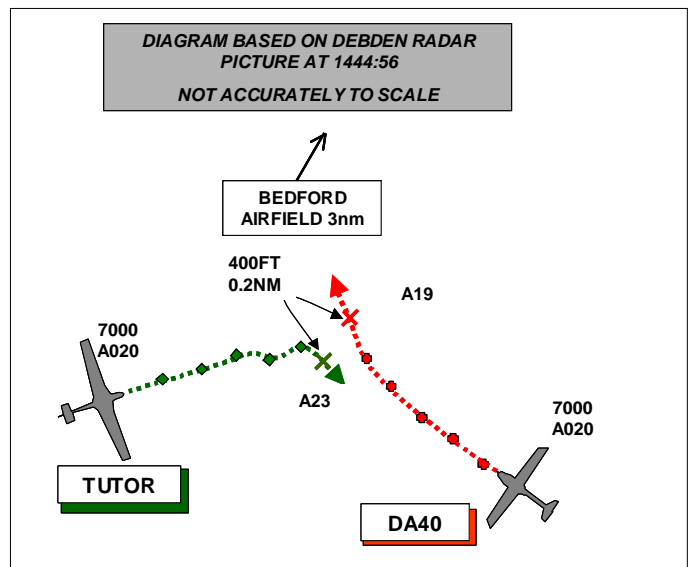 DIAGRAM BASED ON DEBDEN RADAR
PICTURE AT 1444:56
NOT ACCURATELY TO SCALE
BEDFORD
AIRFIELD 3nm
400FT
0.2NM
A19
7000
A020
A23
7000
A020
TUTOR
DA40